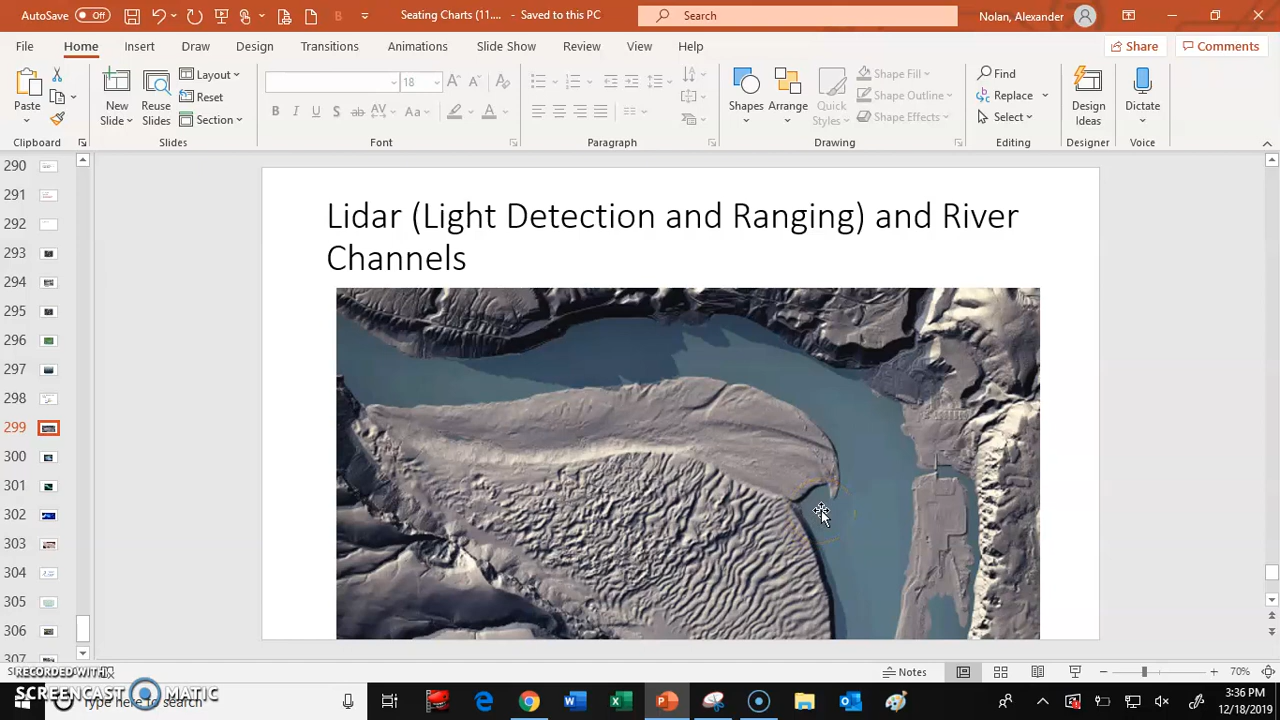 AutoSave Off Seating Charts (11.... - Saved to this PC Search Nolan, Alexander
File Home Insert Draw Design Transitions Animations Slide Show Review View Help Share Comments
Paste
New Slide
Reuse Slides
Layout
Reset
Section
18
B I U S ab AV Aa A
Shapes
Arrange
Quick Styles
Shape Fill
Shape Outline
Shape Effects
Find
Replace
Select
Design Ideas
Dictate
Clipboard Slides Font Paragraph Drawing Editing Designer Voice
290
291
292
293
294
295
296
297
298
299
300
301
302
303
304
305
306
307
Lidar (Light Detection and Ranging) and River
Channels
Notes 70%
RECORDED WITH
SCREENCAST MATIC
Type here to search
3:36 PM
12/18/2019